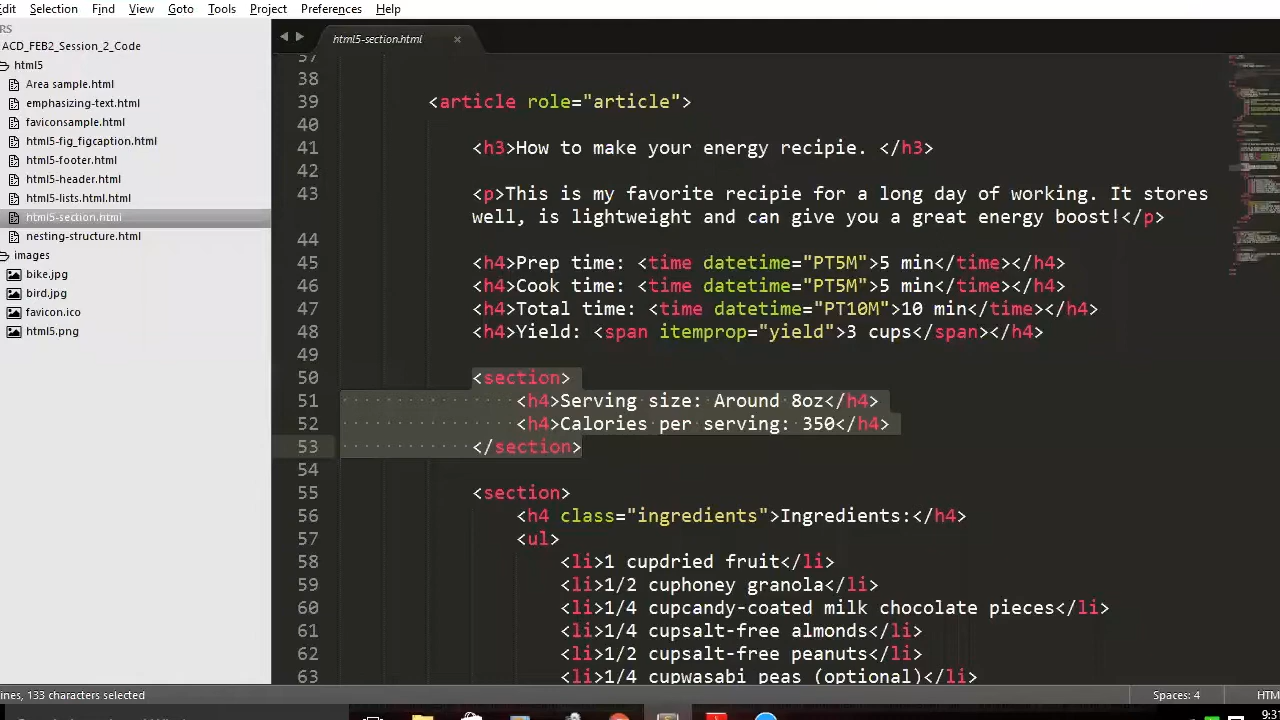 Edit Selection Find View Goto Tools Project Preferences Help
ACD_FEB2_Session_2_Code
html5
Area sample.html
emphasizing-text.html
faviconsample.html
html5-fig_figcaption.html
html5-footer.html
html5-header.html
html5-lists.html.html
html5-section.html
nesting-structure.html
images
bike.jpg
bird.jpg
favicon.ico
html5.png
html5-section.html ×
37
38
39 <article role="article">
40
41 <h3>How to make your energy recipie. </h3>
42
43 <p>This is my favorite recipie for a long day of working. It stores
well, is lightweight and can give you a great energy boost!</p>
44
45 <h4>Prep time: <time datetime="PT5M">5 min</time></h4>
46 <h4>Cook time: <time datetime="PT5M">5 min</time></h4>
47 <h4>Total time: <time datetime="PT10M">10 min</time></h4>
48 <h4>Yield: <span itemprop="yield">3 cups</span></h4>
49
50 <section>
51 <h4>Serving size: Around 8oz</h4>
52 <h4>Calories per serving: 350</h4>
53 </section>
54
55 <section>
56 <h4 class="ingredients">Ingredients:</h4>
57 <ul>
58 <li>1 cupdried fruit</li>
59 <li>1/2 cuphoney granola</li>
60 <li>1/4 cupcandy-coated milk chocolate pieces</li>
61 <li>1/4 cupsalt-free almonds</li>
62 <li>1/2 cupsalt-free peanuts</li>
63 <li>1/4 cupwasabi peas (optional)</li>
133 characters selected
Spaces: 4